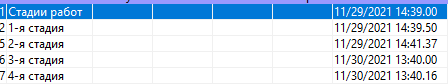 1 Стадии работ 11/29/2021 14:39.00
2 1-я стадия 11/29/2021 14:39.50
5 2-я стадия 11/29/2021 14:41.37
6 3-я стадия 11/30/2021 13:40.00
7 4-я стадия 11/30/2021 13:40.16